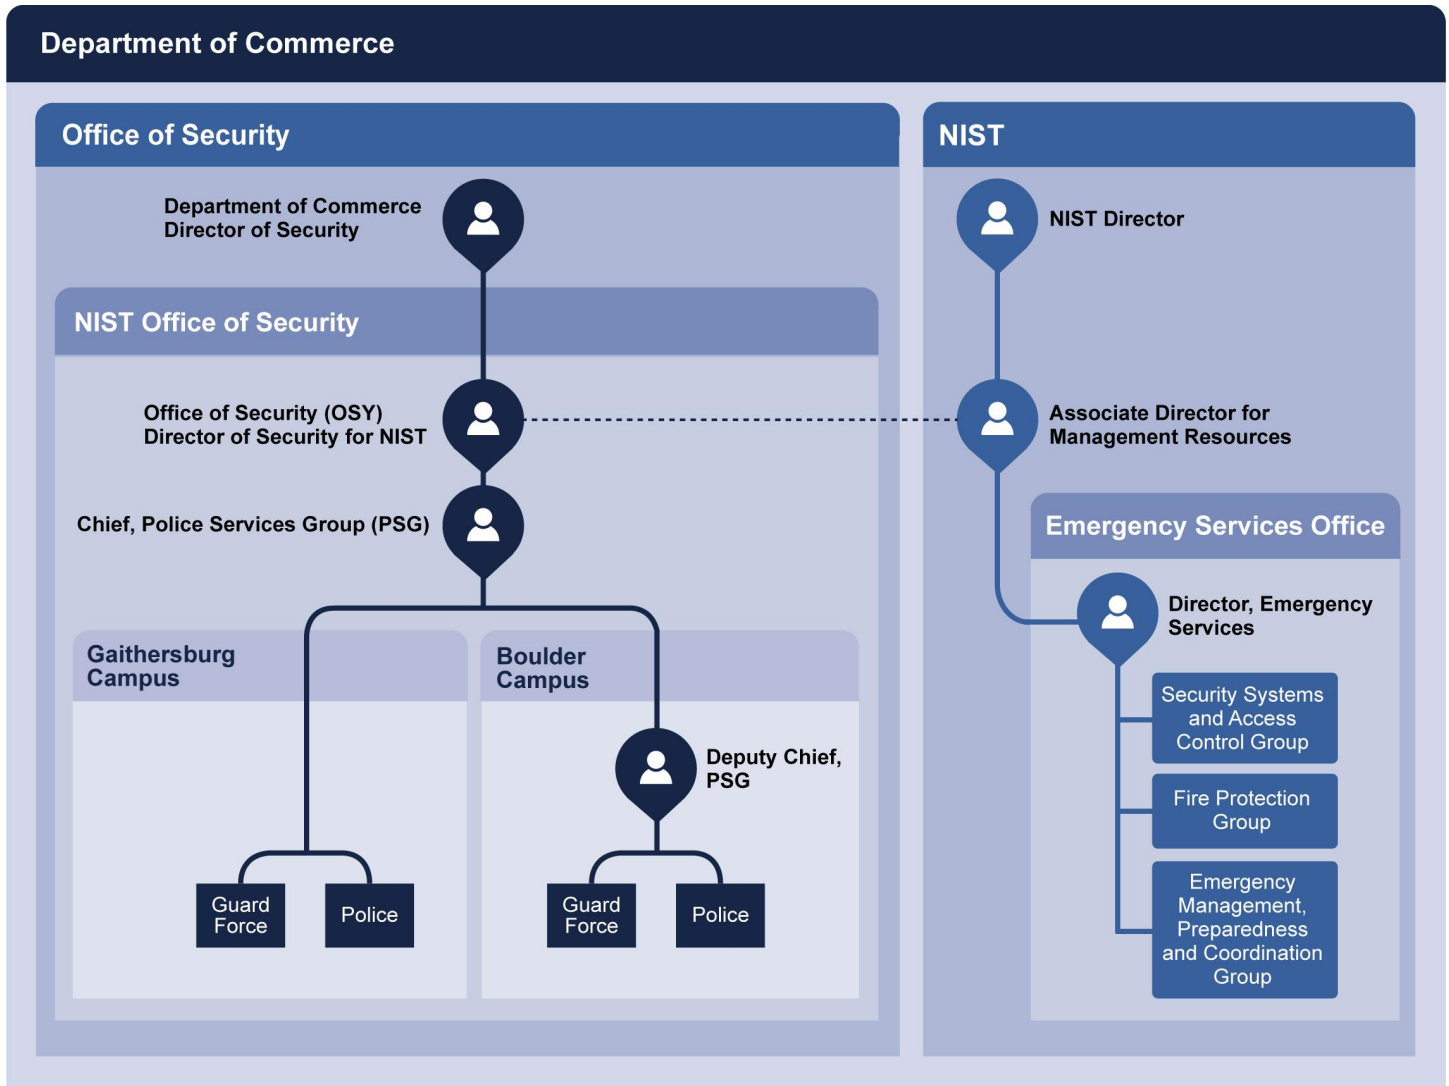 Department of Commerce
Office of Security
Department of Commerce
Director of Security
NIST Office of Security
Office of Security (OSY)
Director of Security for NIST
Chief, Police Services Group (PSG)
Gaithersburg
Campus
Guard
Force
Police
Boulder
Campus
Deputy Chief,
PSG
Guard
Force
Police
NIST
NIST Director
Associate Director for
Management Resources
Emergency Services Office
Director, Emergency
Services
Security Systems
and Access
Control Group
Fire Protection
Group
Emergency
Management,
Preparedness
and Coordination
Group